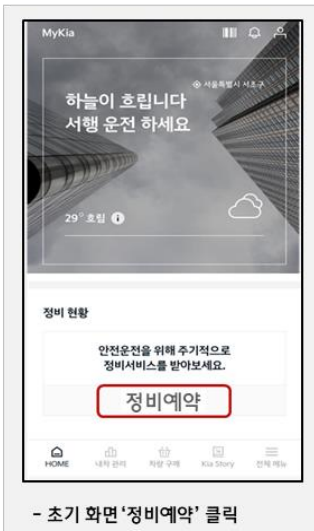 MyKia
서울특별시 서초구
하늘이 흐립니다
서행 운전 하세요
29° 흐림
정비 현황
안전운전을 위해 주기적으로
정비서비스를 받아보세요.
정비예약
HOME 내차 관리 차량 구매 Kia Story 전체 메뉴
- 초기 화면 '정비예약' 클릭